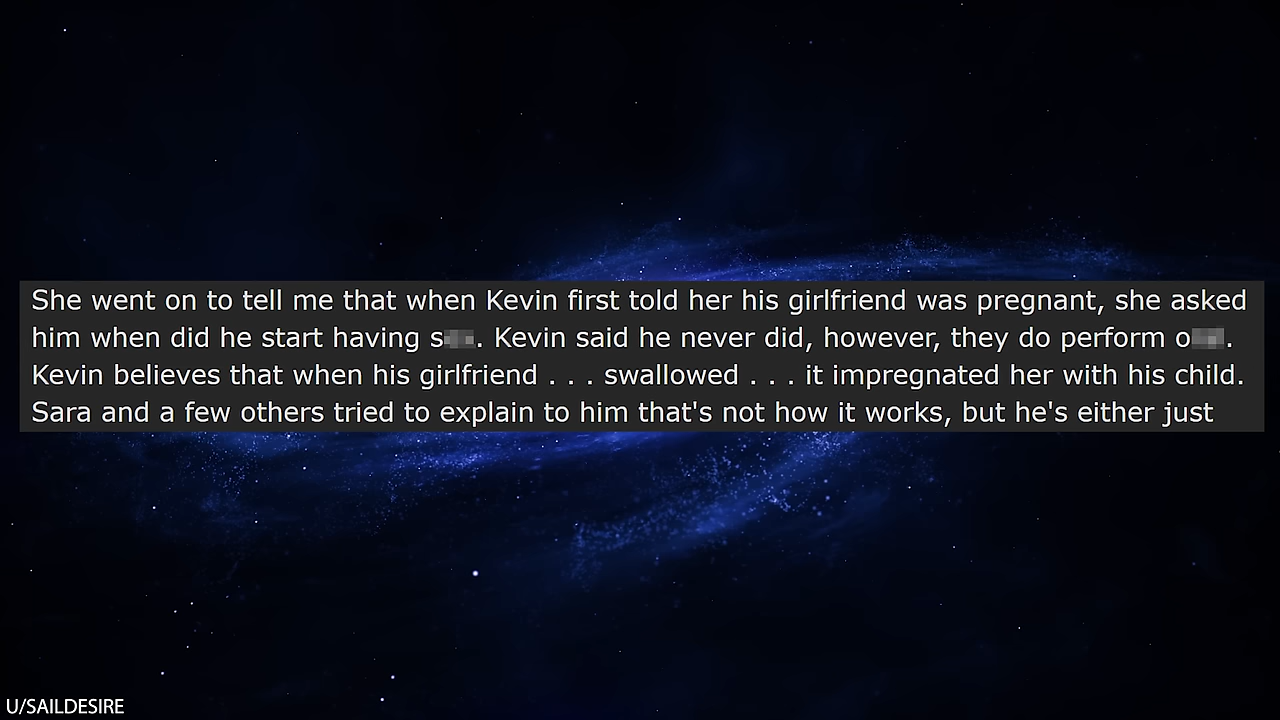 She went on to tell me that when Kevin first told her his girlfriend was pregnant, she asked
him when did he start having s. Kevin said he never did, however, they do perform o.
Kevin believes that when his girlfriend . . . swallowed . . . it impregnated her with his child.
Sara and a few others tried to explain to him that's not how it works, but he's either just
U/SAILDESIRE